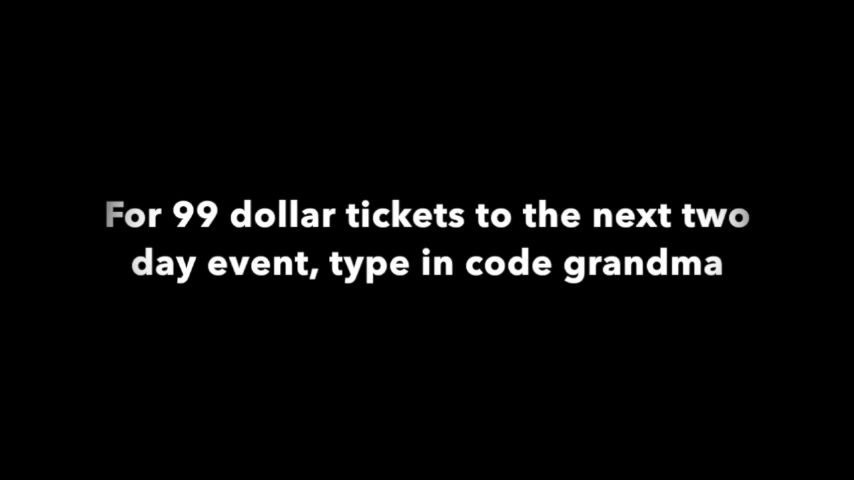 For 99 dollar tickets to the next two
day event, type in code grandma